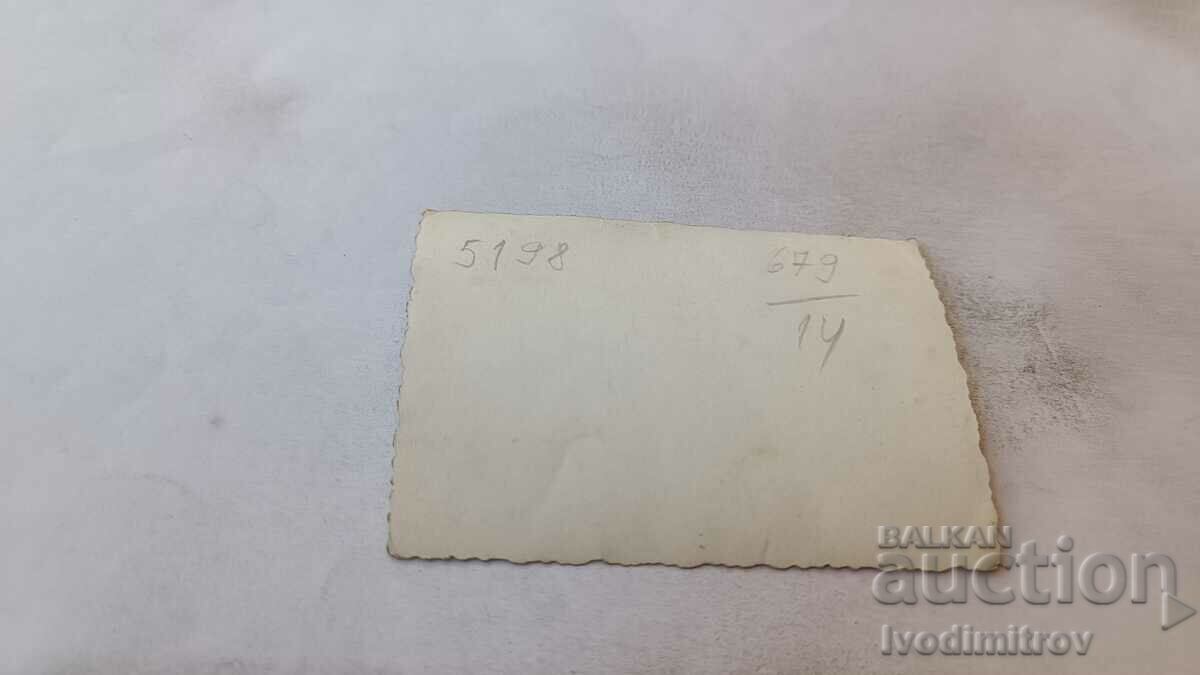 5198 679
14
BALKAN
auction
Ivodimitrov